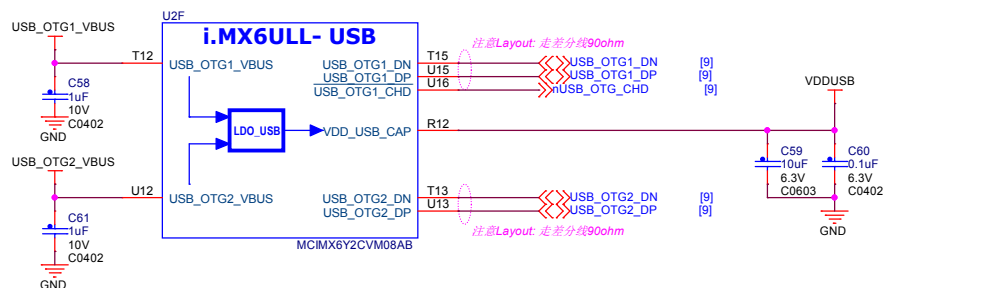 U2F
i.MX6ULL- USB
USB_OTG1_VBUS
T12
USB_OTG1_VBUS
C58
1uF
10V
C0402
GND
USB_OTG2_VBUS
U12
USB_OTG2_VBUS
C61
1uF
10V
C0402
GND
LDO_USB
VDD_USB_CAP
R12
注意Layout: 走差分线90ohm
USB_OTG1_DN T15 USB_OTG1_DN [9]
USB_OTG1_DP U15 USB_OTG1_DP [9]
USB_OTG1_CHD U16 nUSB_OTG_CHD [9]
VDDUSB
C59
10uF
6.3V
C0603
C60
0.1uF
6.3V
C0402
GND
USB_OTG2_DN T13 USB_OTG2_DN [9]
USB_OTG2_DP U13 USB_OTG2_DP [9]
注意Layout: 走差分线90ohm
MCIMX6Y2CVM08AB